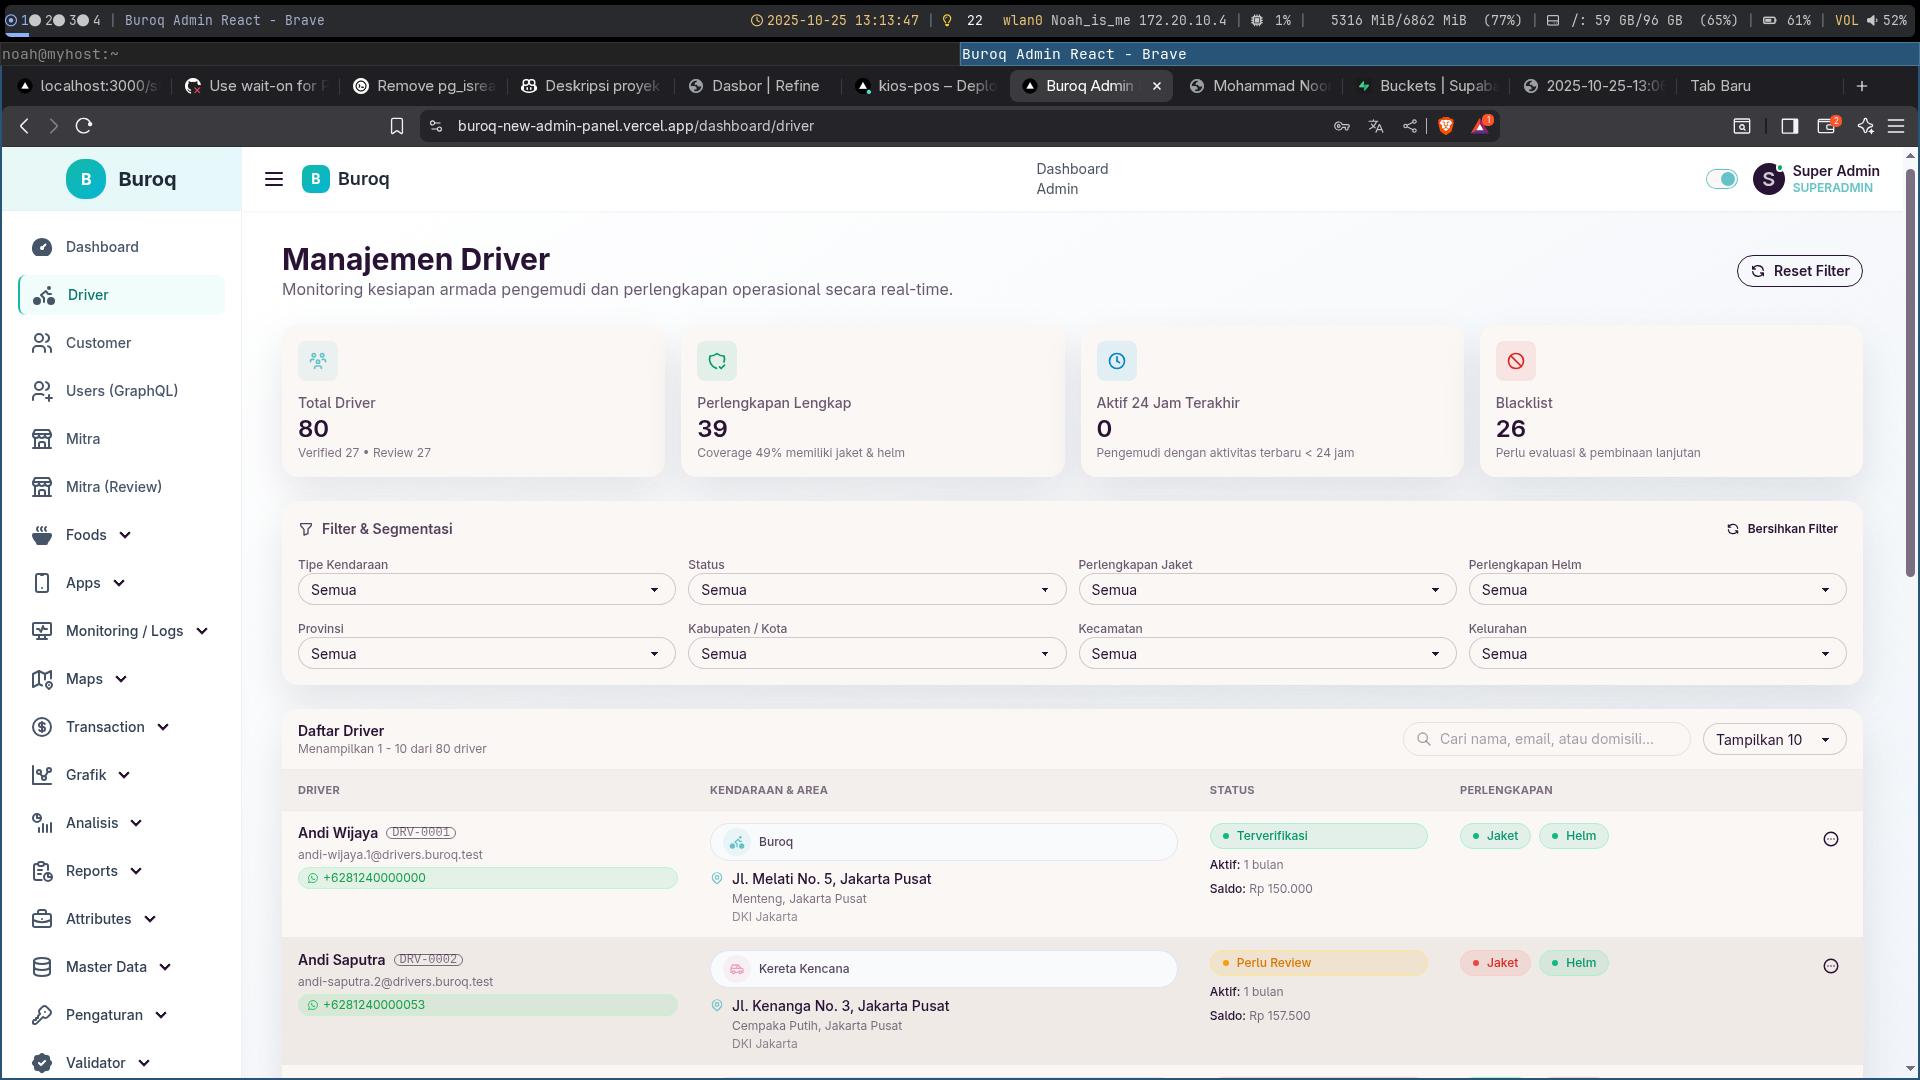 1 2 3 4 | Buroq Admin React - Brave
2025-10-25 13:13:47 | 22 wlan0 Noah_is_me 172.20.10.4 | 1% | 5316 MiB/6862 MiB (77%) | /: 59 GB/96 GB (65%) | 61% | VOL 52%
noah@myhost:~
Buroq Admin React - Brave
localhost:3000/s
Use wait-on for P
Remove pg_isrea
Deskripsi proyek
Dasbor | Refine
kios-pos – Deplo
Buroq Admin
Mohammad Noor
Buckets | Supaba
2025-10-25-13:06
Tab Baru
buroq-new-admin-panel.vercel.app/dashboard/driver
1
2
B Buroq
B Buroq
Dashboard
Admin
S
Super Admin
SUPERADMIN
Dashboard
Driver
Customer
Users (GraphQL)
Mitra
Mitra (Review)
Foods
Apps
Monitoring / Logs
Maps
Transaction
Grafik
Analisis
Reports
Attributes
Master Data
Pengaturan
Validator
Manajemen Driver
Monitoring kesiapan armada pengemudi dan perlengkapan operasional secara real-time.
Reset Filter
Total Driver
80
Verified 27 • Review 27
Perlengkapan Lengkap
39
Coverage 49% memiliki jaket & helm
Aktif 24 Jam Terakhir
0
Pengemudi dengan aktivitas terbaru < 24 jam
Blacklist
26
Perlu evaluasi & pembinaan lanjutan
Filter & Segmentasi
Bersihkan Filter
Tipe Kendaraan
Semua
Status
Semua
Perlengkapan Jaket
Semua
Perlengkapan Helm
Semua
Provinsi
Semua
Kabupaten / Kota
Semua
Kecamatan
Semua
Kelurahan
Semua
Daftar Driver
Menampilkan 1 - 10 dari 80 driver
Cari nama, email, atau domisili...
Tampilkan 10
DRIVER KENDARAAN & AREA STATUS PERLENGKAPAN
Andi Wijaya DRV-0001
andi-wijaya.1@drivers.buroq.test
+6281240000000
Buroq
Jl. Melati No. 5, Jakarta Pusat
Menteng, Jakarta Pusat
DKI Jakarta
Terverifikasi
Aktif: 1 bulan
Saldo: Rp 150.000
Jaket Helm
Andi Saputra DRV-0002
andi-saputra.2@drivers.buroq.test
+6281240000053
Kereta Kencana
Jl. Kenanga No. 3, Jakarta Pusat
Cempaka Putih, Jakarta Pusat
DKI Jakarta
Perlu Review
Aktif: 1 bulan
Saldo: Rp 157.500
Jaket Helm